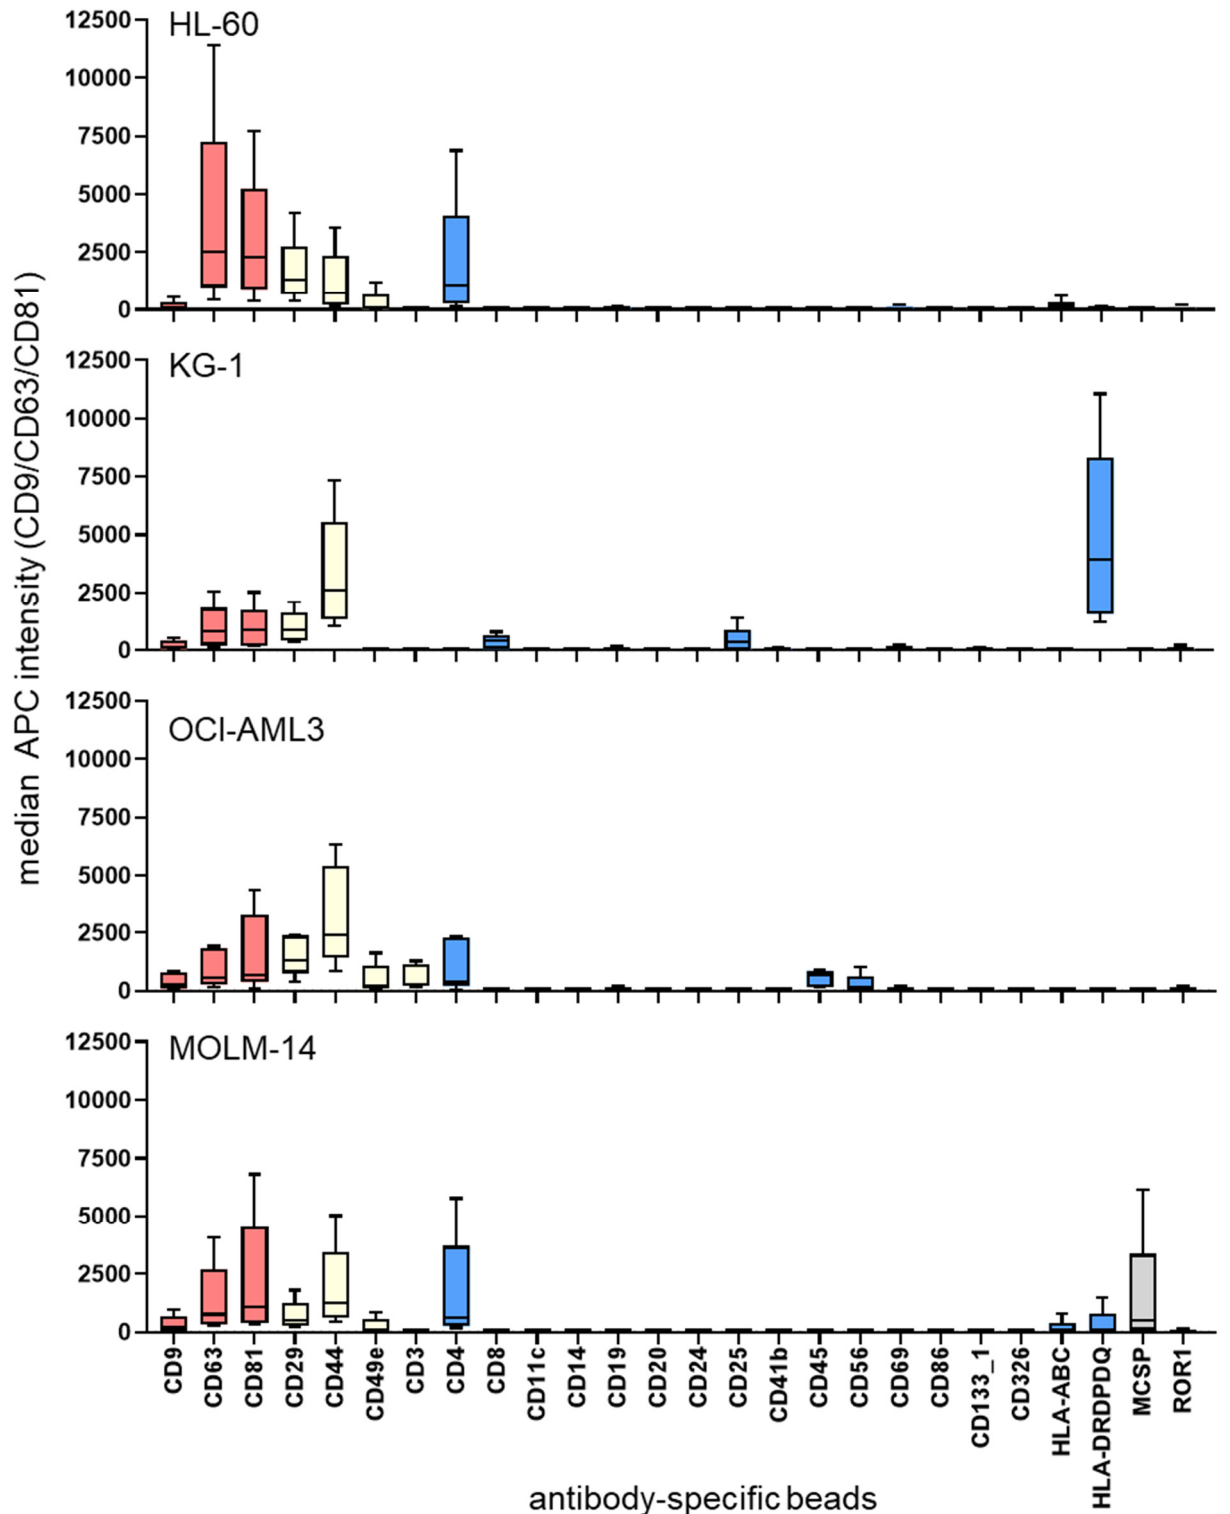 median APC intensity (CD9/CD63/CD81)
HL-60
12500
10000
7500
5000
2500
0
KG-1
12500
10000
7500
5000
2500
0
OCI-AML3
12500
10000
7500
5000
2500
0
MOLM-14
12500
10000
7500
5000
2500
0
CD9
CD63
CD81
CD29
CD44
CD49e
CD3
CD4
CD8
CD11c
CD14
CD19
CD20
CD24
CD25
CD41b
CD45
CD56
CD69
CD86
CD133_1
CD326
HLA-ABC
HLA-DRDPDQ
MCSP
ROR1
antibody-specific beads